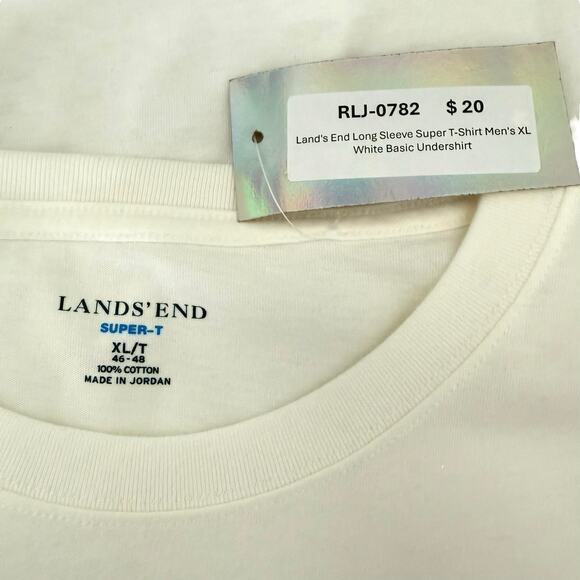 RLJ-0782 $ 20
Land's End Long Sleeve Super T-Shirt Men's XL
White Basic Undershirt
LANDS' END
SUPER-T
XL/T
46-48
100% COTTON
MADE IN JORDAN